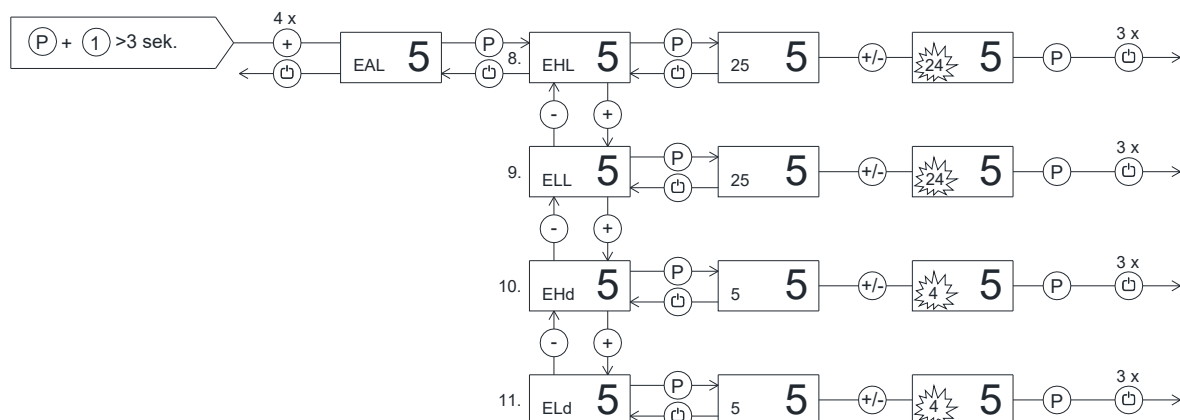 4 x
P + 1 >3 sek. + EAL 5 P 8. EHL 5 P 25 5 +/- 24 5 P 3 x
- +
9. ELL 5 P 25 5 +/- 24 5 P 3 x
- +
10. EHd 5 P 5 5 +/- 4 5 P 3 x
- +
11. ELd 5 P 5 5 +/- 4 5 P 3 x